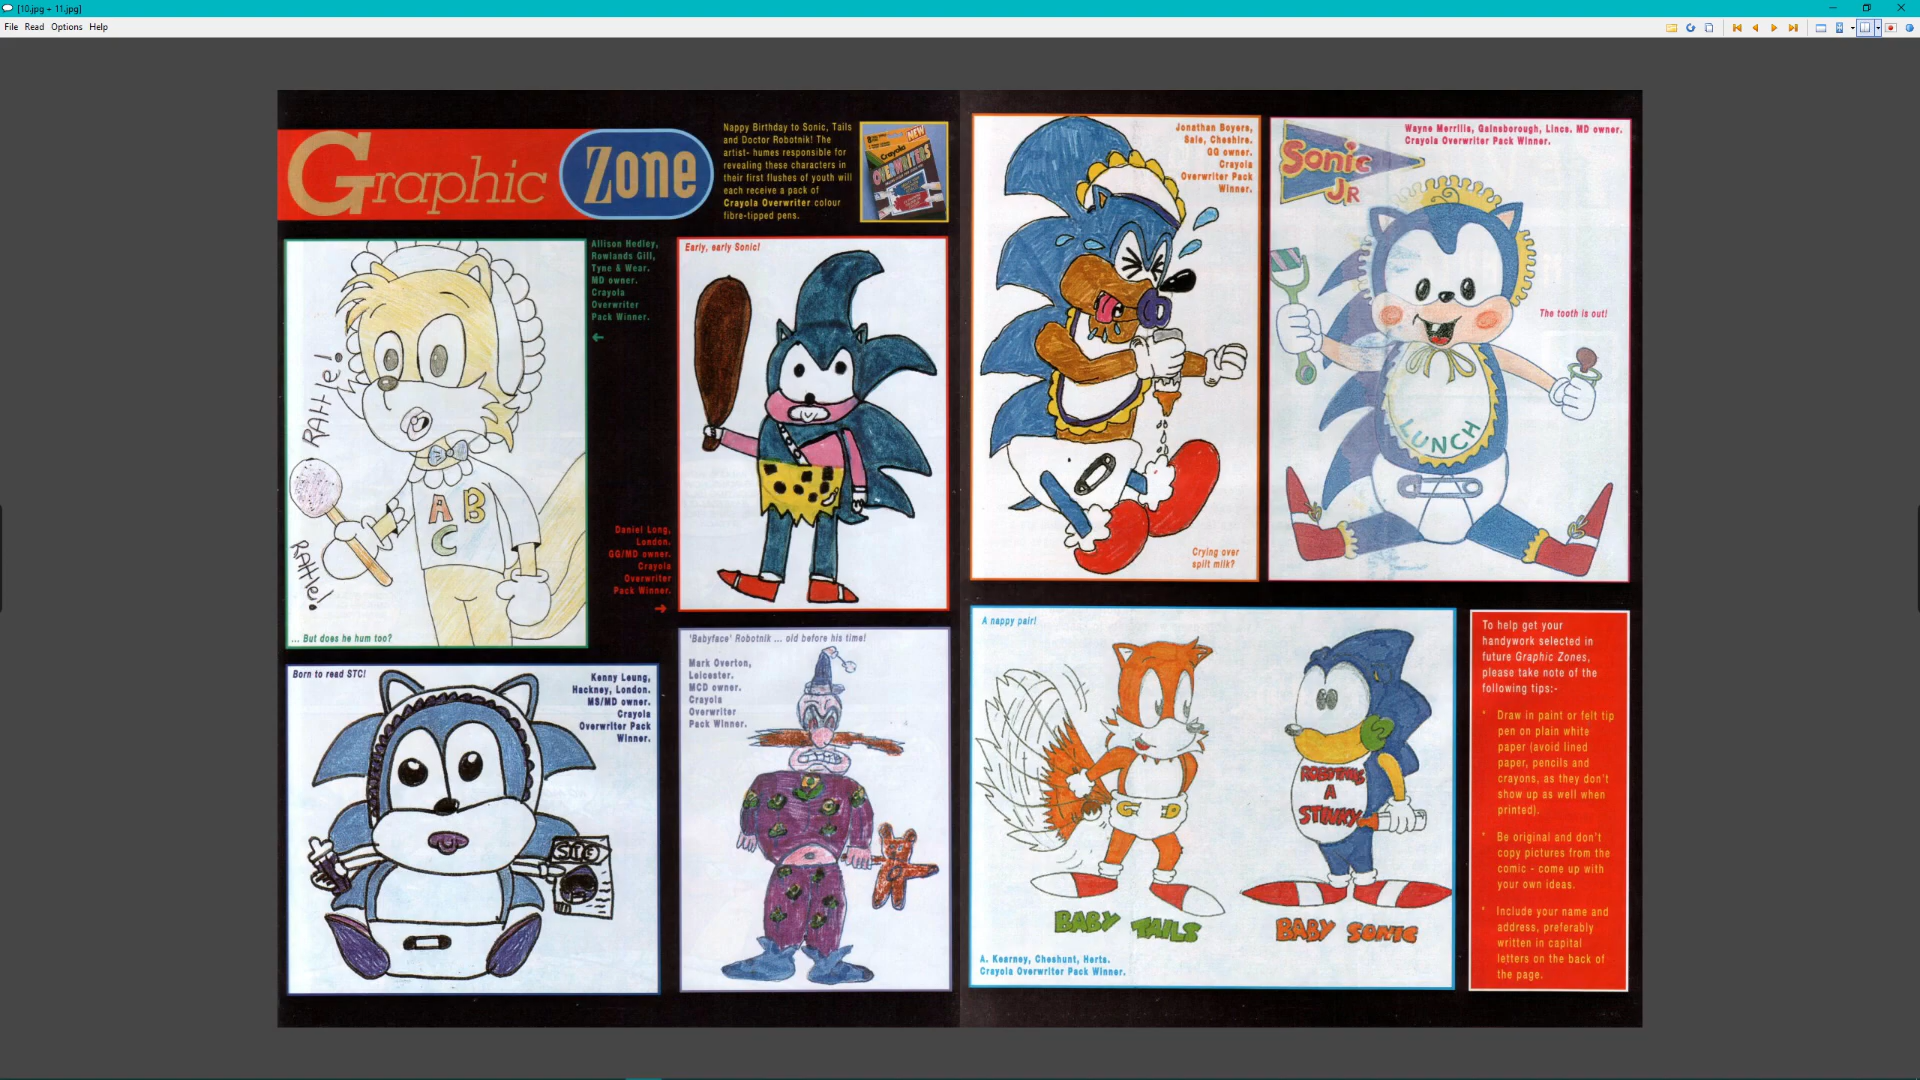 [10.jpg + 11.jpg]
File Read Options Help
Graphic Zone
Nappy Birthday to Sonic, Tails
and Doctor Robotnik! The
artist- humes responsible for
revealing these characters in
their first flushes of youth will
each receive a pack of
Crayola Overwriter colour
fibre-tipped pens.
8
NEW
Crayola
OVERWRITERS
Allison Hedley,
Rowlands Gill,
Tyne & Wear.
MD owner.
Crayola
Overwriter
Pack Winner.
RAttle!
A B
C
RAttle!
... But does he hum too?
Early, early Sonic!
Daniel Long,
London.
GG/MD owner.
Crayola
Overwriter
Pack Winner.
Born to read STC!
Kenny Leung,
Hackney, London.
MS/MD owner.
Crayola
Overwriter Pack
Winner.
STC
'Babyface' Robotnik ... old before his time!
Mark Overton,
Leicester.
MCD owner.
Crayola
Overwriter
Pack Winner.
Jonathan Boyers,
Sale, Cheshire.
GG owner.
Crayola
Overwriter Pack
Winner.
Crying over
spilt milk?
Sonic
JR
Wayne Merrills, Gainsborough, Lincs. MD owner.
Crayola Overwriter Pack Winner.
The tooth is out!
LUNCH
A nappy pair!
ROBOTNIK
A
STINKY
BABY TAILS
BABY SONIC
A. Kearney, Cheshunt, Herts.
Crayola Overwriter Pack Winner.
To help get your
handywork selected in
future Graphic Zones,
please take note of the
following tips:-
* Draw in paint or felt tip
pen on plain white
paper (avoid lined
paper, pencils and
crayons, as they don't
show up as well when
printed).
* Be original and don't
copy pictures from the
comic - come up with
your own ideas.
* Include your name and
address, preferably
written in capital
letters on the back of
the page.